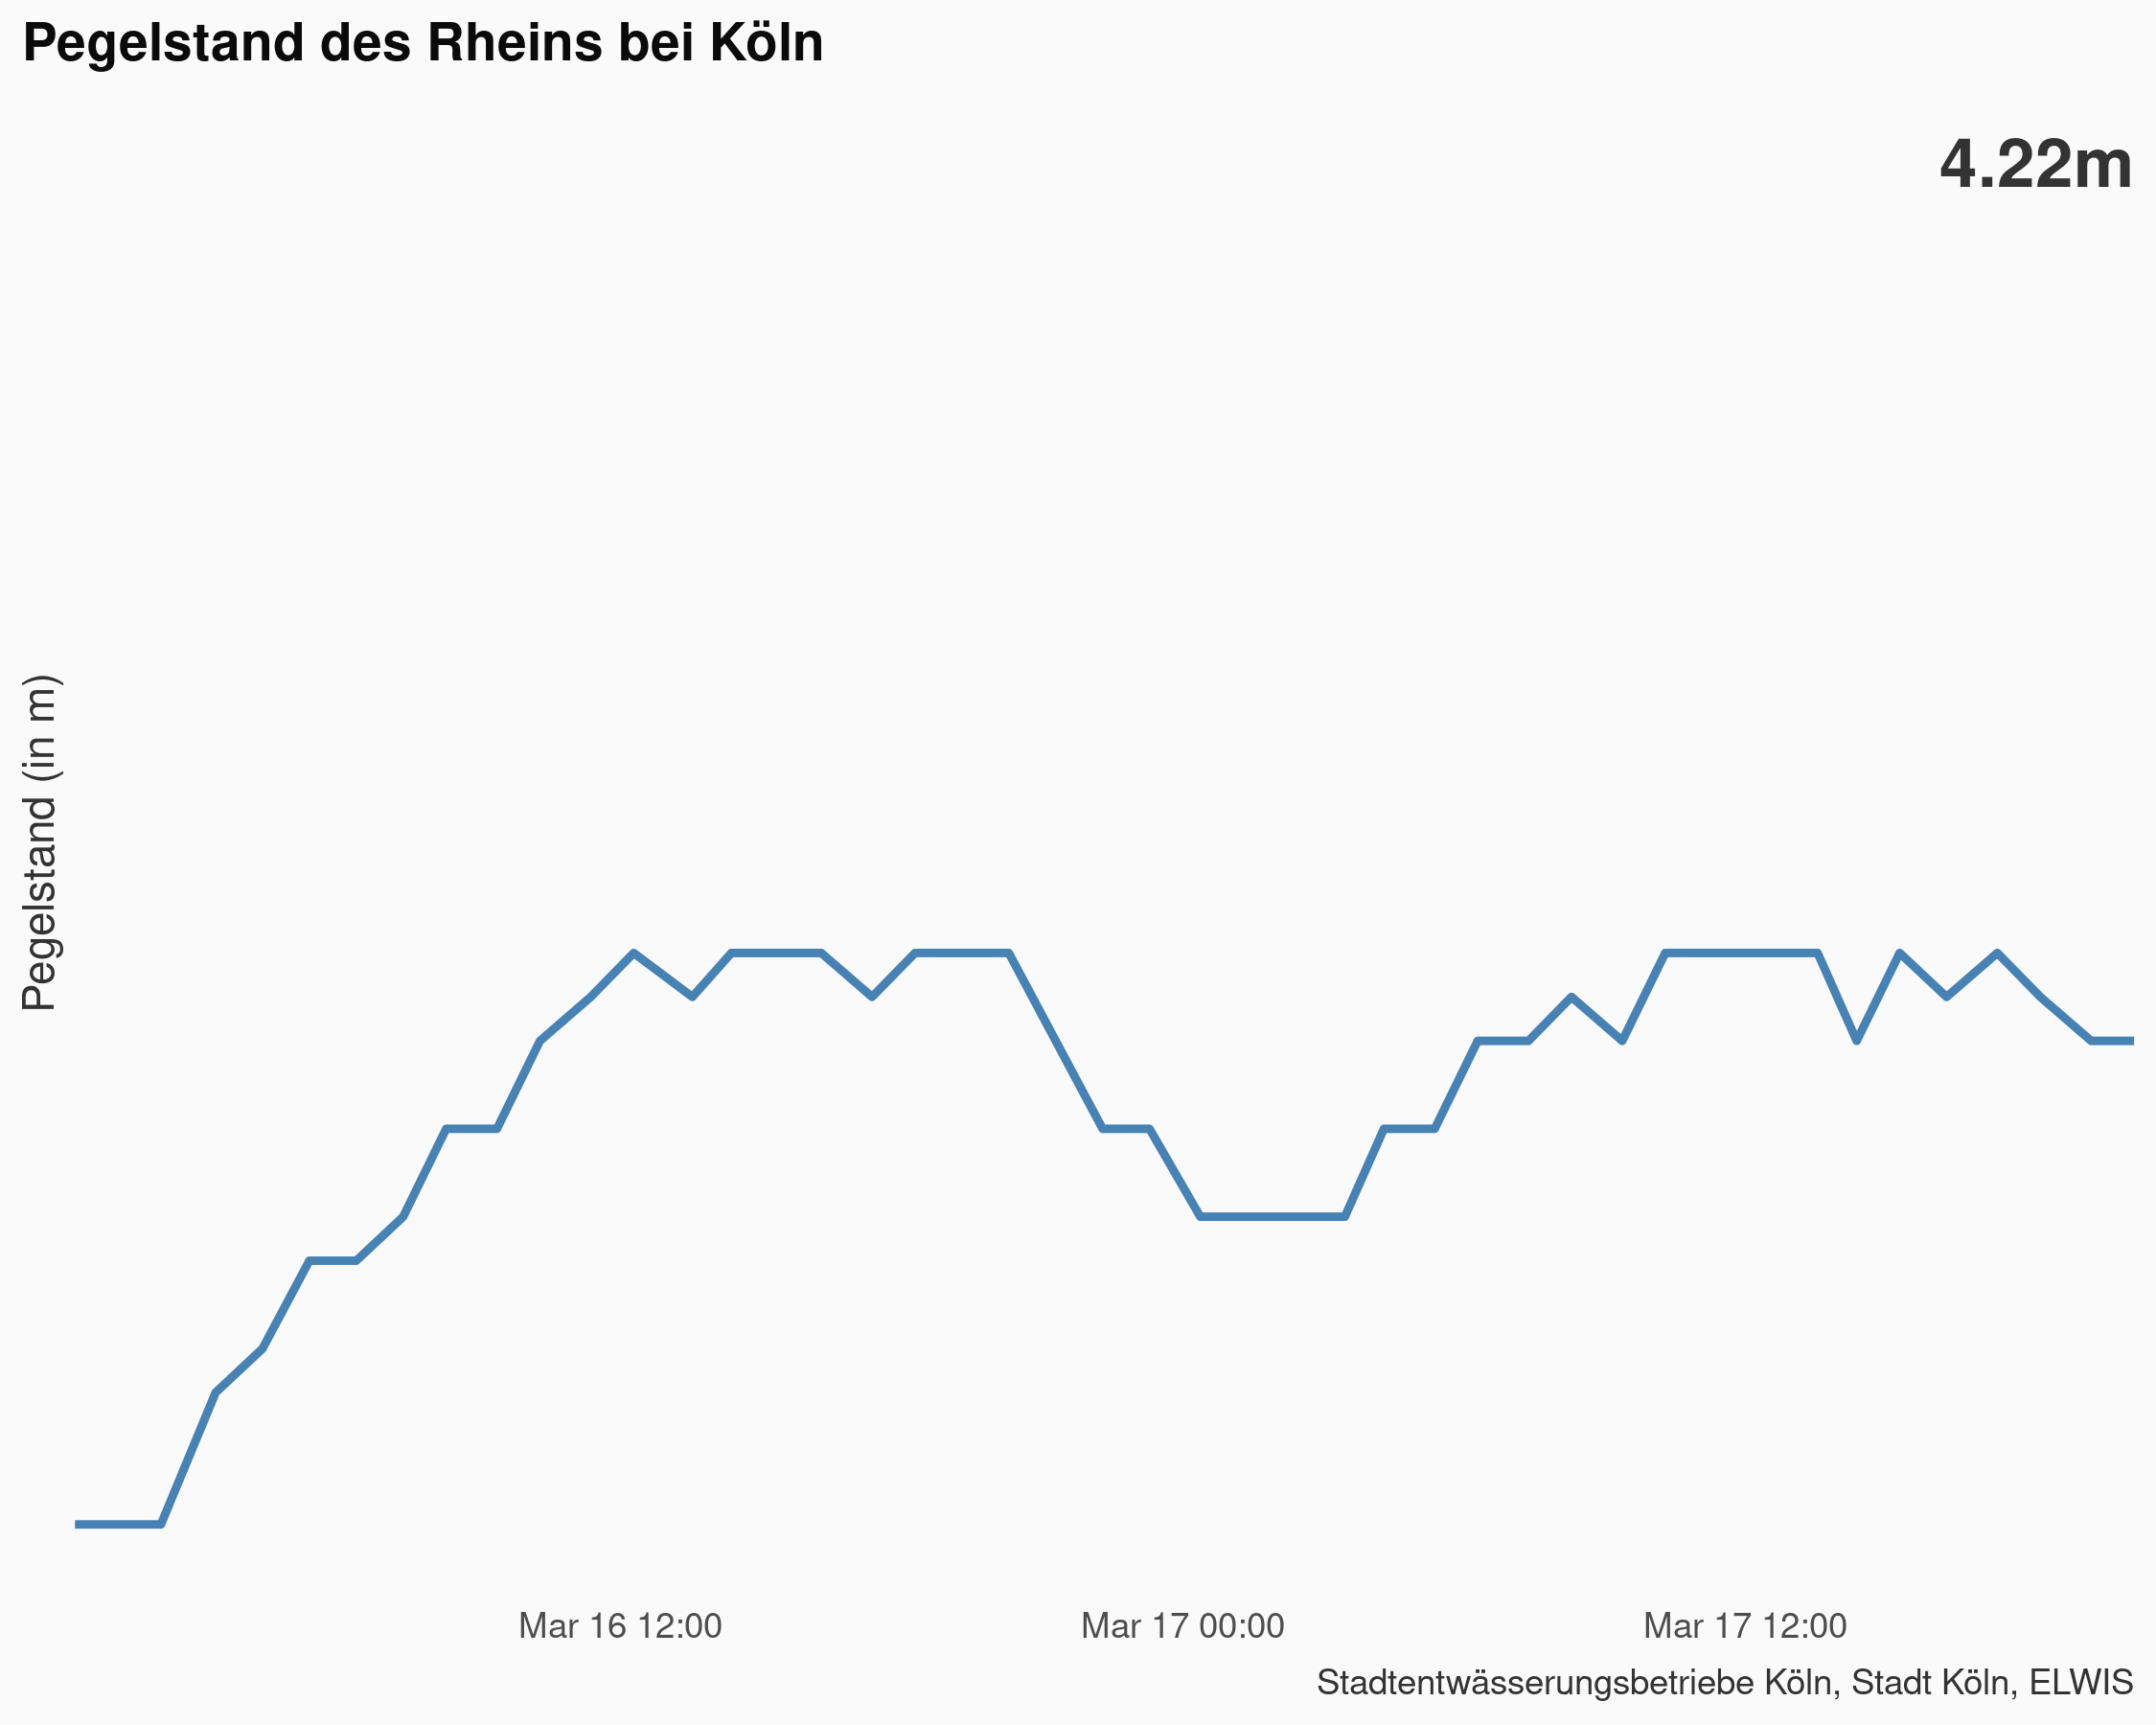 Pegelstand des Rheins bei Köln
4.22m
Pegelstand (in m)
Mar 16 12:00
Mar 17 00:00
Mar 17 12:00
Stadtentwässerungsbetriebe Köln, Stadt Köln, ELWIS